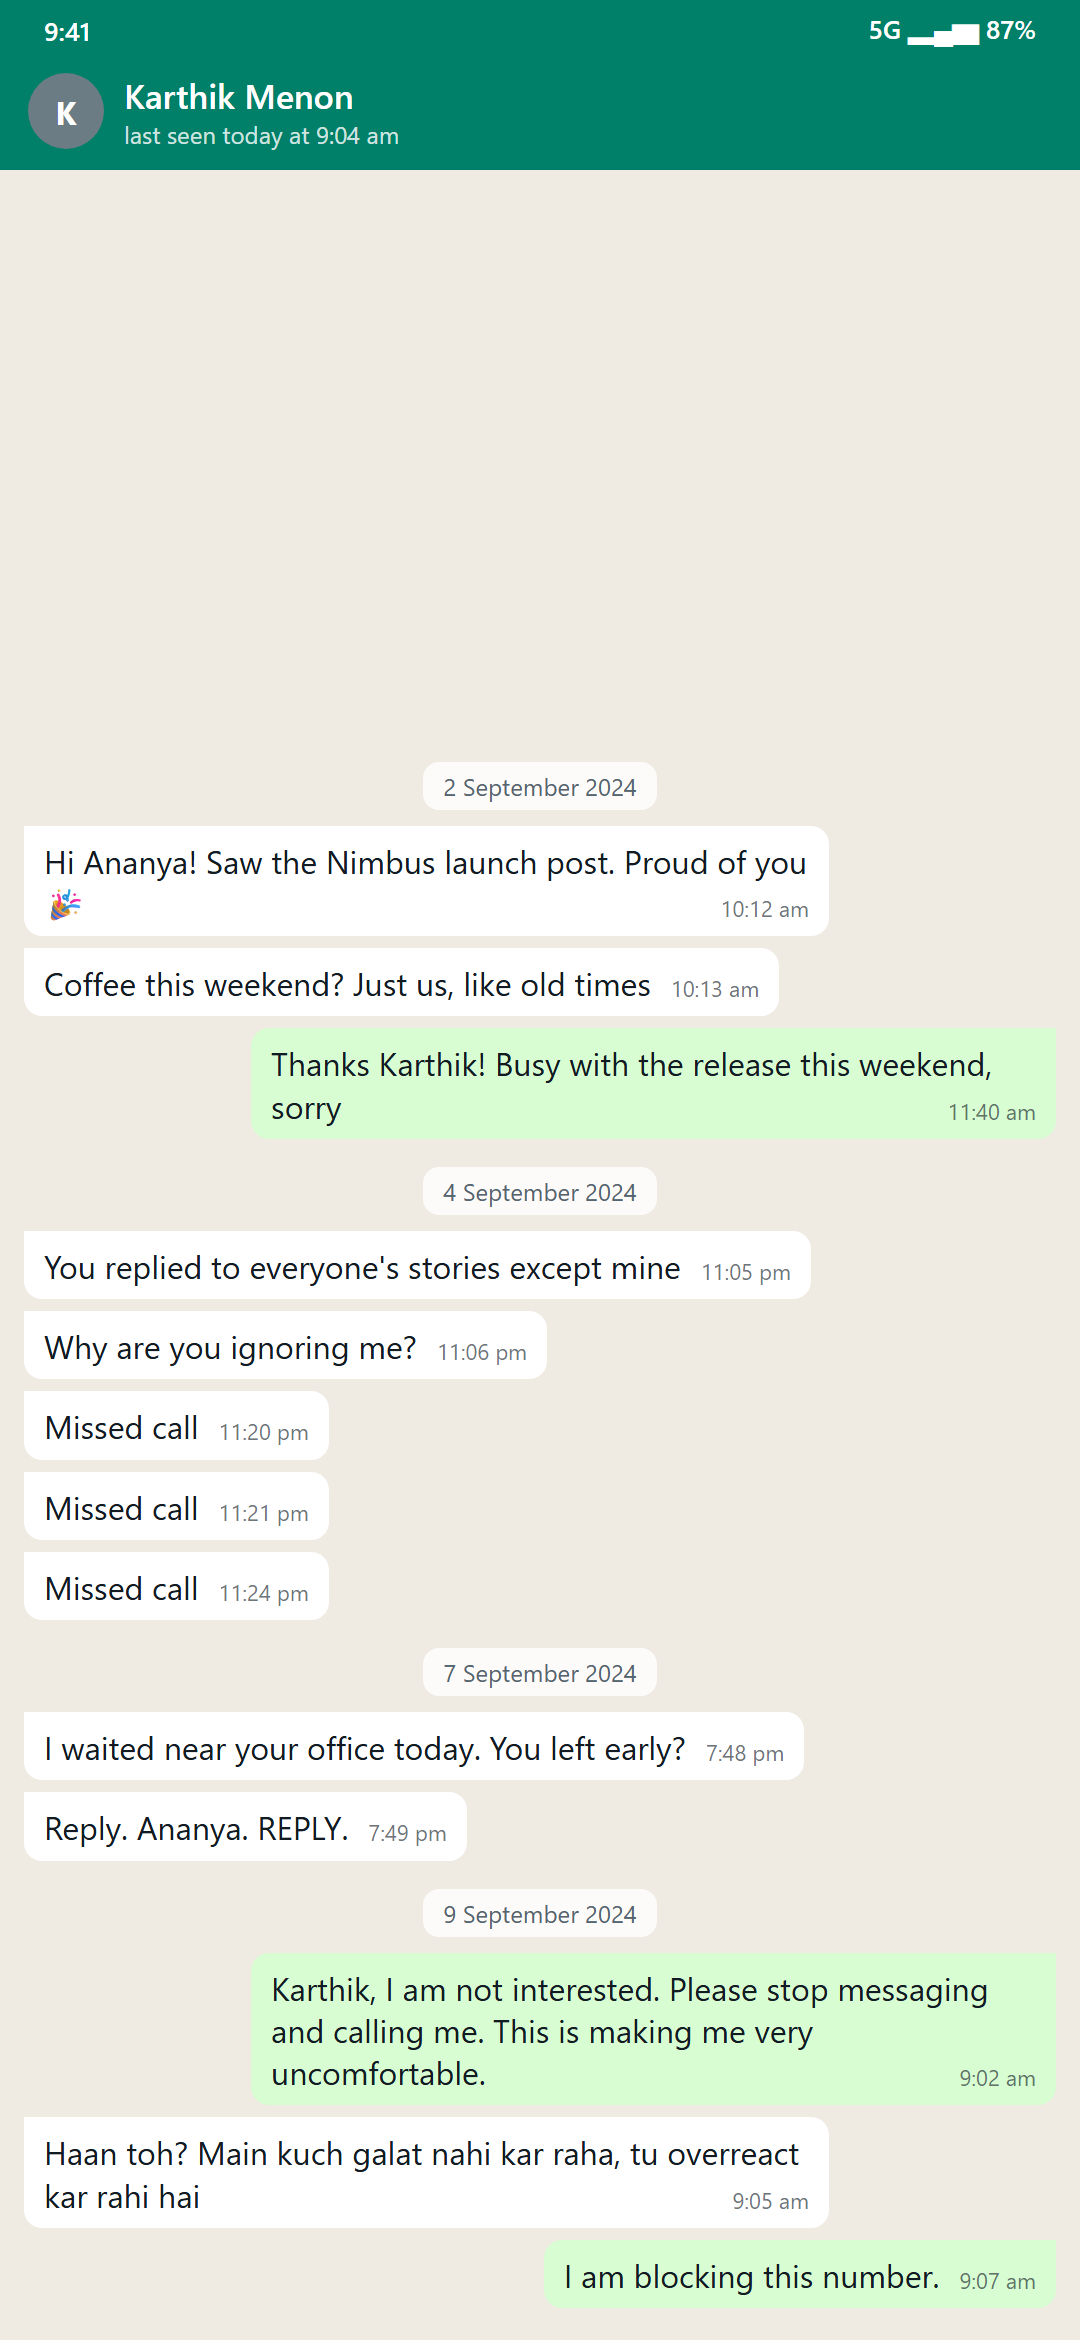 9:41
5G 87%
K
Karthik Menon
last seen today at 9:04 am
2 September 2024
Hi Ananya! Saw the Nimbus launch post. Proud of you
🎉
10:12 am
Coffee this weekend? Just us, like old times 10:13 am
Thanks Karthik! Busy with the release this weekend,
sorry
11:40 am
4 September 2024
You replied to everyone's stories except mine 11:05 pm
Why are you ignoring me? 11:06 pm
Missed call 11:20 pm
Missed call 11:21 pm
Missed call 11:24 pm
7 September 2024
I waited near your office today. You left early? 7:48 pm
Reply. Ananya. REPLY. 7:49 pm
9 September 2024
Karthik, I am not interested. Please stop messaging
and calling me. This is making me very
uncomfortable.
9:02 am
Haan toh? Main kuch galat nahi kar raha, tu overreact
kar rahi hai
9:05 am
I am blocking this number. 9:07 am